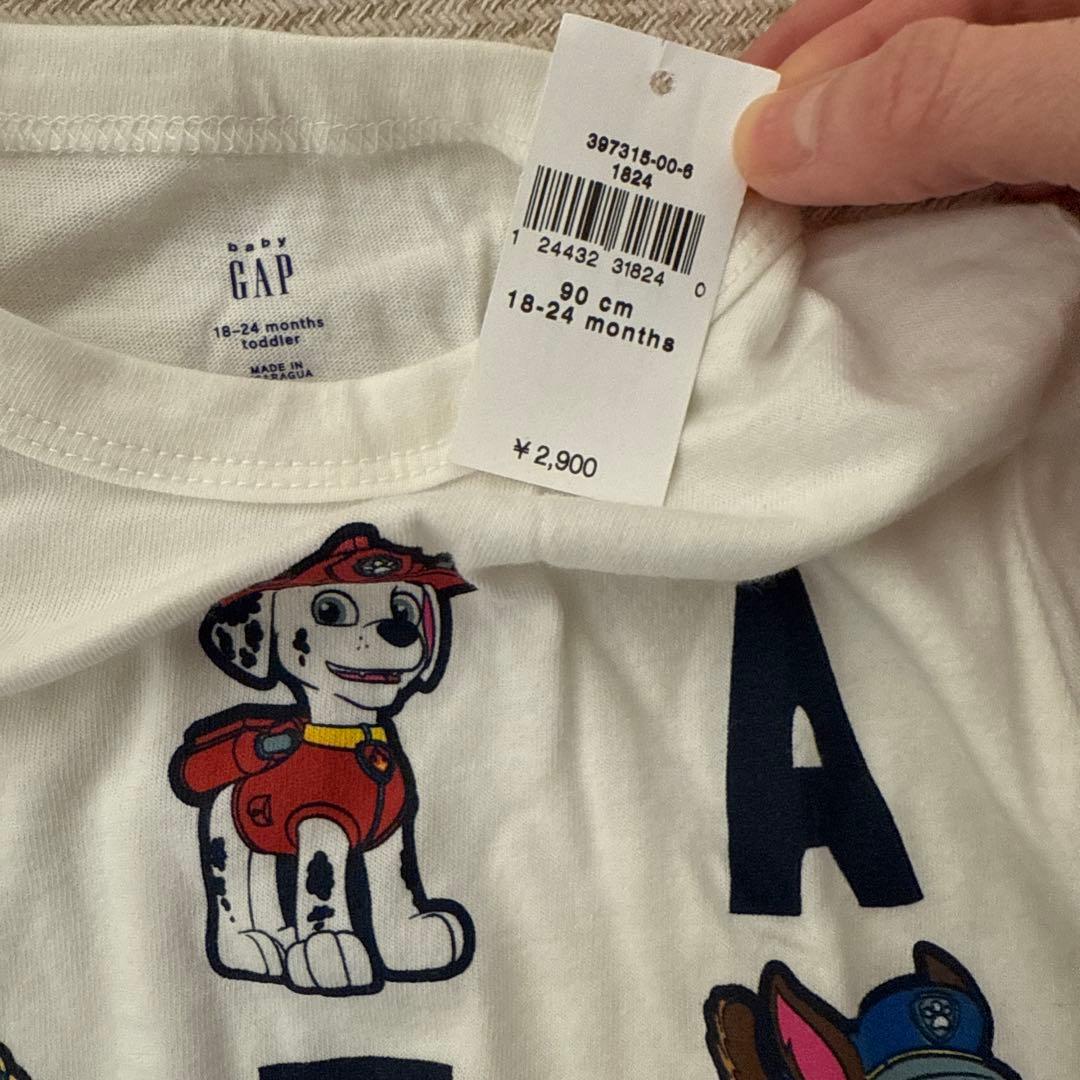 397315-00-6
1824
1 24432 31824 0
90 cm
18-24 months
¥2,900
baby
GAP
18-24 months
toddler
MADE IN
A